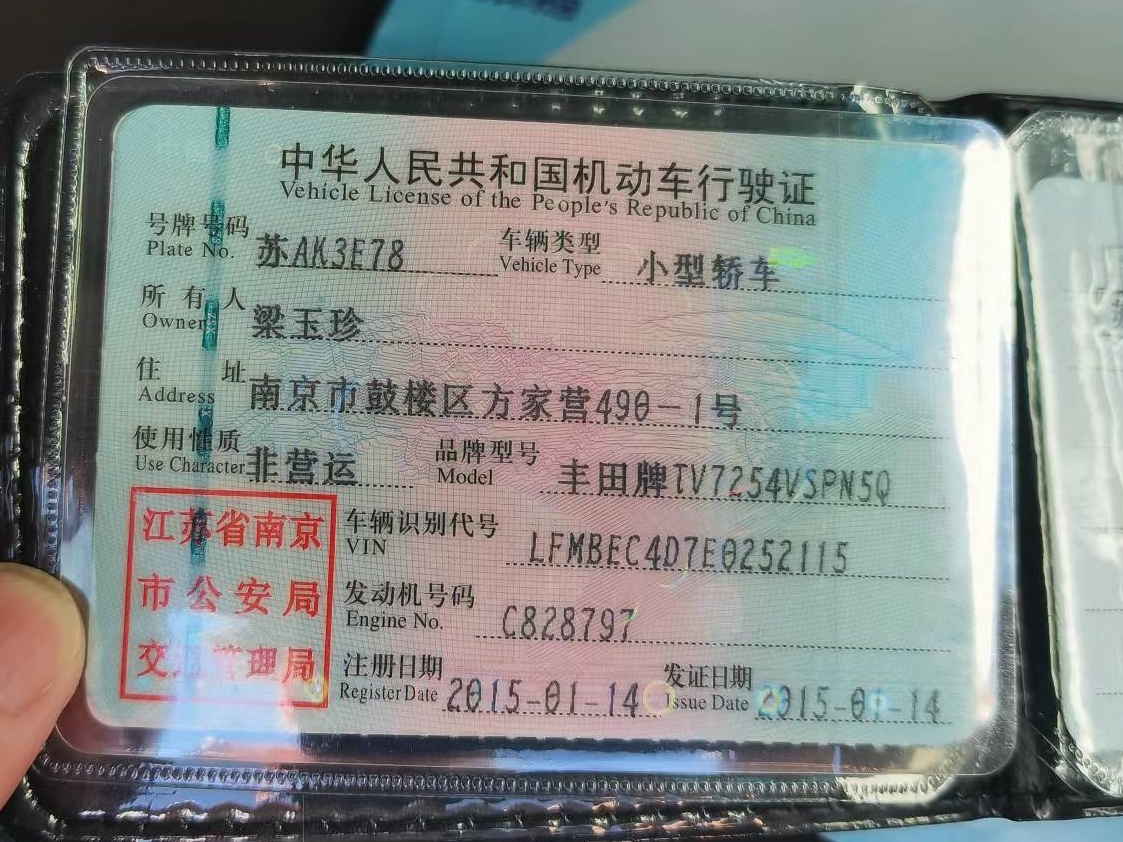 中华人民共和国机动车行驶证
Vehicle License of the People's Republic of China
号牌号码 苏AK3E78 车辆类型 小型轿车
Plate No. Vehicle Type
所有人 梁玉珍
Owner
住址 南京市鼓楼区方家营490-1号
Address
使用性质 非营运 品牌型号 丰田牌TV7254VSPN5Q
Use Character Model
江苏省南京
市公安局
交 管理局
车辆识别代号 LFMBEC4D7E0252115
VIN
发动机号码 C828797
Engine No.
注册日期 2015-01-14 发证日期 2015-01-14
Register Date Issue Date